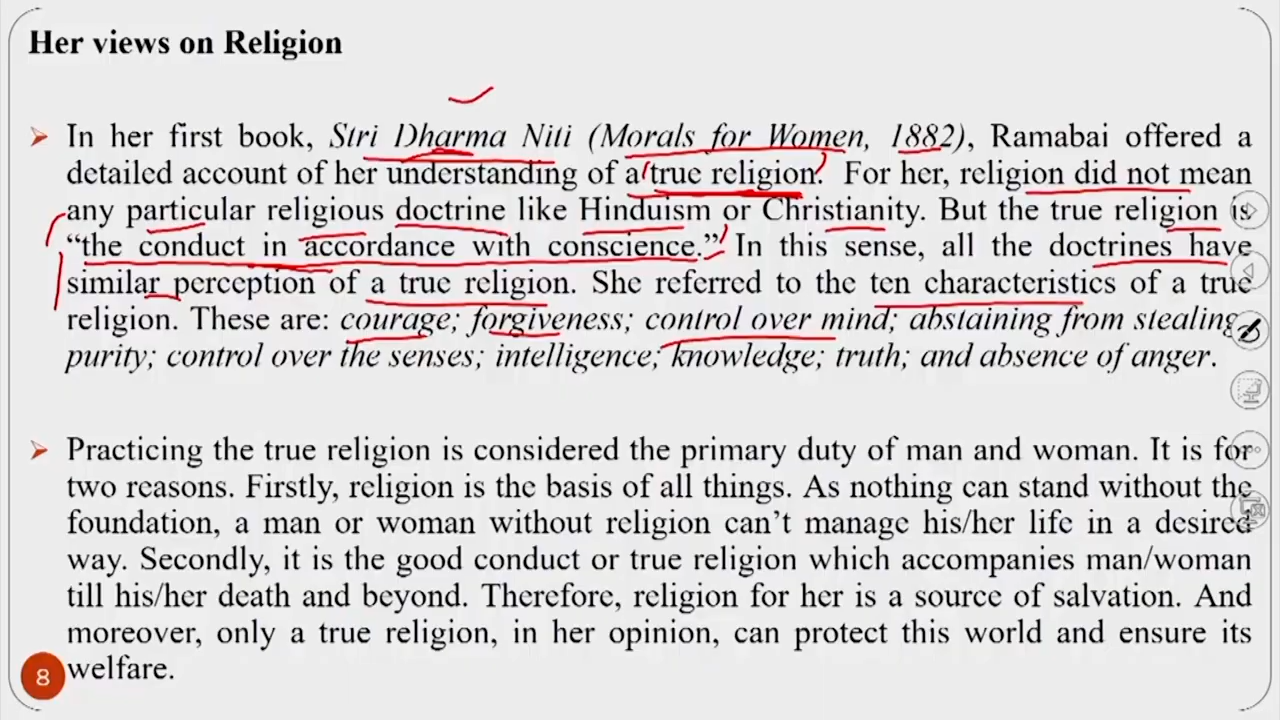 Her views on Religion
In her first book, Stri Dharma Niti (Morals for Women, 1882), Ramabai offered a
detailed account of her understanding of a 'true religion'. For her, religion did not mean
any particular religious doctrine like Hinduism or Christianity. But the true religion is
“the conduct in accordance with conscience.” In this sense, all the doctrines have
similar perception of a true religion. She referred to the ten characteristics of a true
religion. These are: courage; forgiveness; control over mind; abstaining from stealing;
purity; control over the senses; intelligence; knowledge; truth; and absence of anger.
Practicing the true religion is considered the primary duty of man and woman. It is for
two reasons. Firstly, religion is the basis of all things. As nothing can stand without the
foundation, a man or woman without religion can’t manage his/her life in a desired
way. Secondly, it is the good conduct or true religion which accompanies man/woman
till his/her death and beyond. Therefore, religion for her is a source of salvation. And
moreover, only a true religion, in her opinion, can protect this world and ensure its
welfare.
8